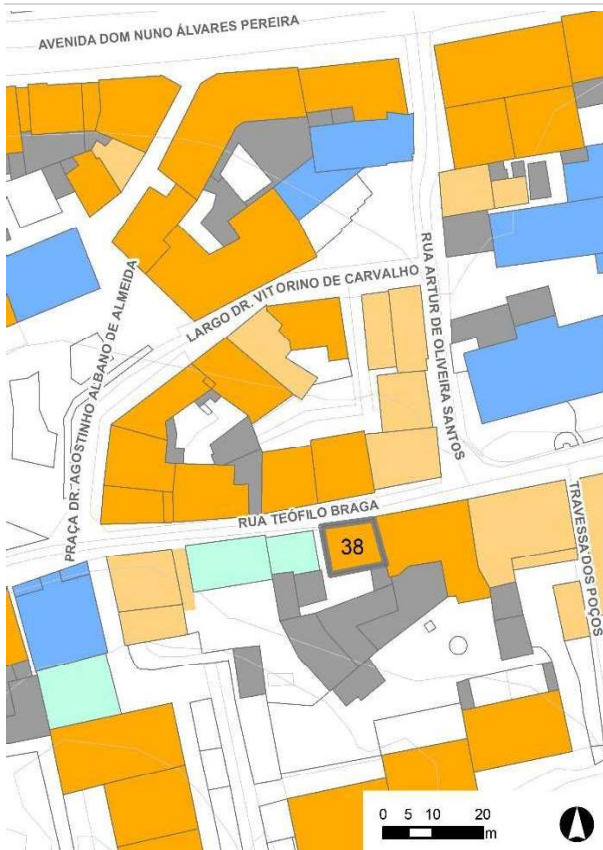 AVENIDA DOM NUNO ÁLVARES PEREIRA
LARGO DR. VITORINO DE CARVALHO
RUA ARTUR DE OLIVEIRA SANTOS
PRAÇA DR. AGOSTINHO ALBANO DE ALMEIDA
RUA TEÓFILO BRAGA
TRAVESSA DOS POÇOS
38
0 5 10 20
m